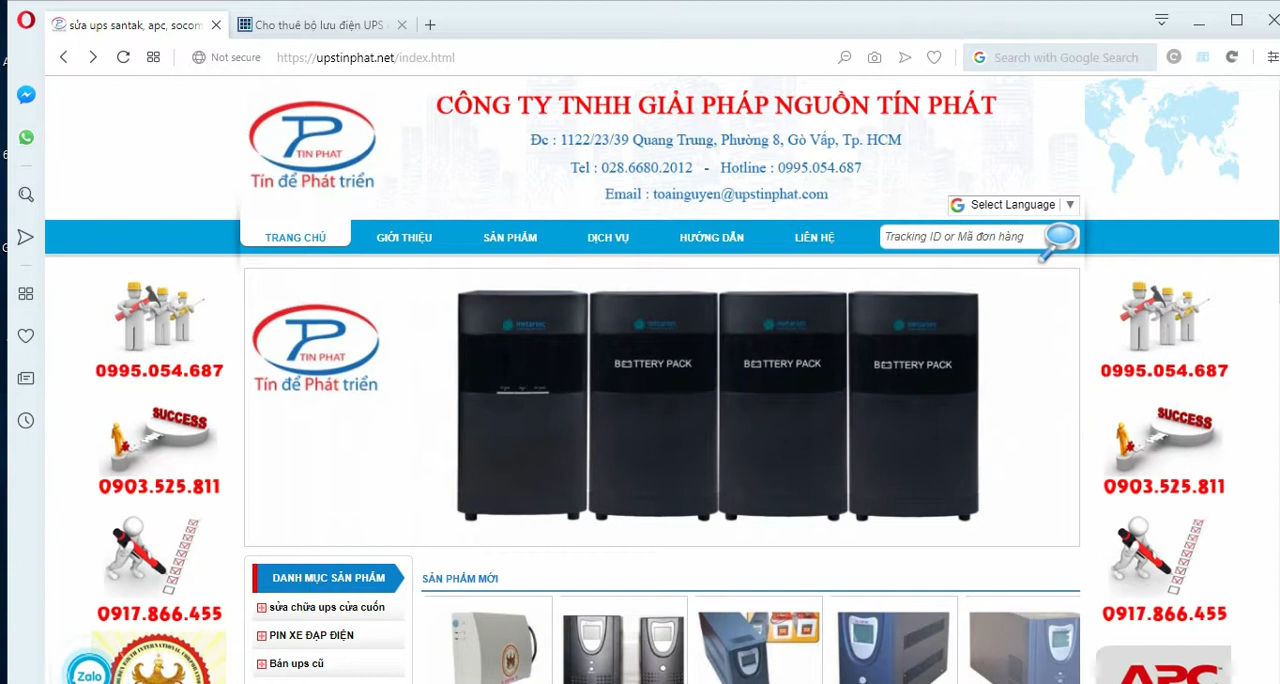 sửa ups santak, apc, socom
Cho thuê bộ lưu điện UPS
Not secure
https://upstinphat.net/index.html
Search with Google Search
TP
TIN PHAT
Tín để Phát triển
CÔNG TY TNHH GIẢI PHÁP NGUỒN TÍN PHÁT
Đc : 1122/23/39 Quang Trung, Phường 8, Gò Vấp, Tp. HCM
Tel : 028.6680.2012 - Hotline : 0995.054.687
Email : toainguyen@upstinphat.com
Select Language
TRANG CHỦ
GIỚI THIỆU
SẢN PHẨM
DỊCH VỤ
HƯỚNG DẪN
LIÊN HỆ
Tracking ID or Mã đơn hàng
0995.054.687
SUCCESS
0903.525.811
0917.866.455
Zalo
TP
TIN PHAT
Tín để Phát triển
BATTERY PACK
BATTERY PACK
BATTERY PACK
0995.054.687
SUCCESS
0903.525.811
0917.866.455
APC
DANH MỤC SẢN PHẨM
sửa chữa ups cửa cuốn
PIN XE ĐẠP ĐIỆN
Bán ups cũ
SẢN PHẨM MỚI